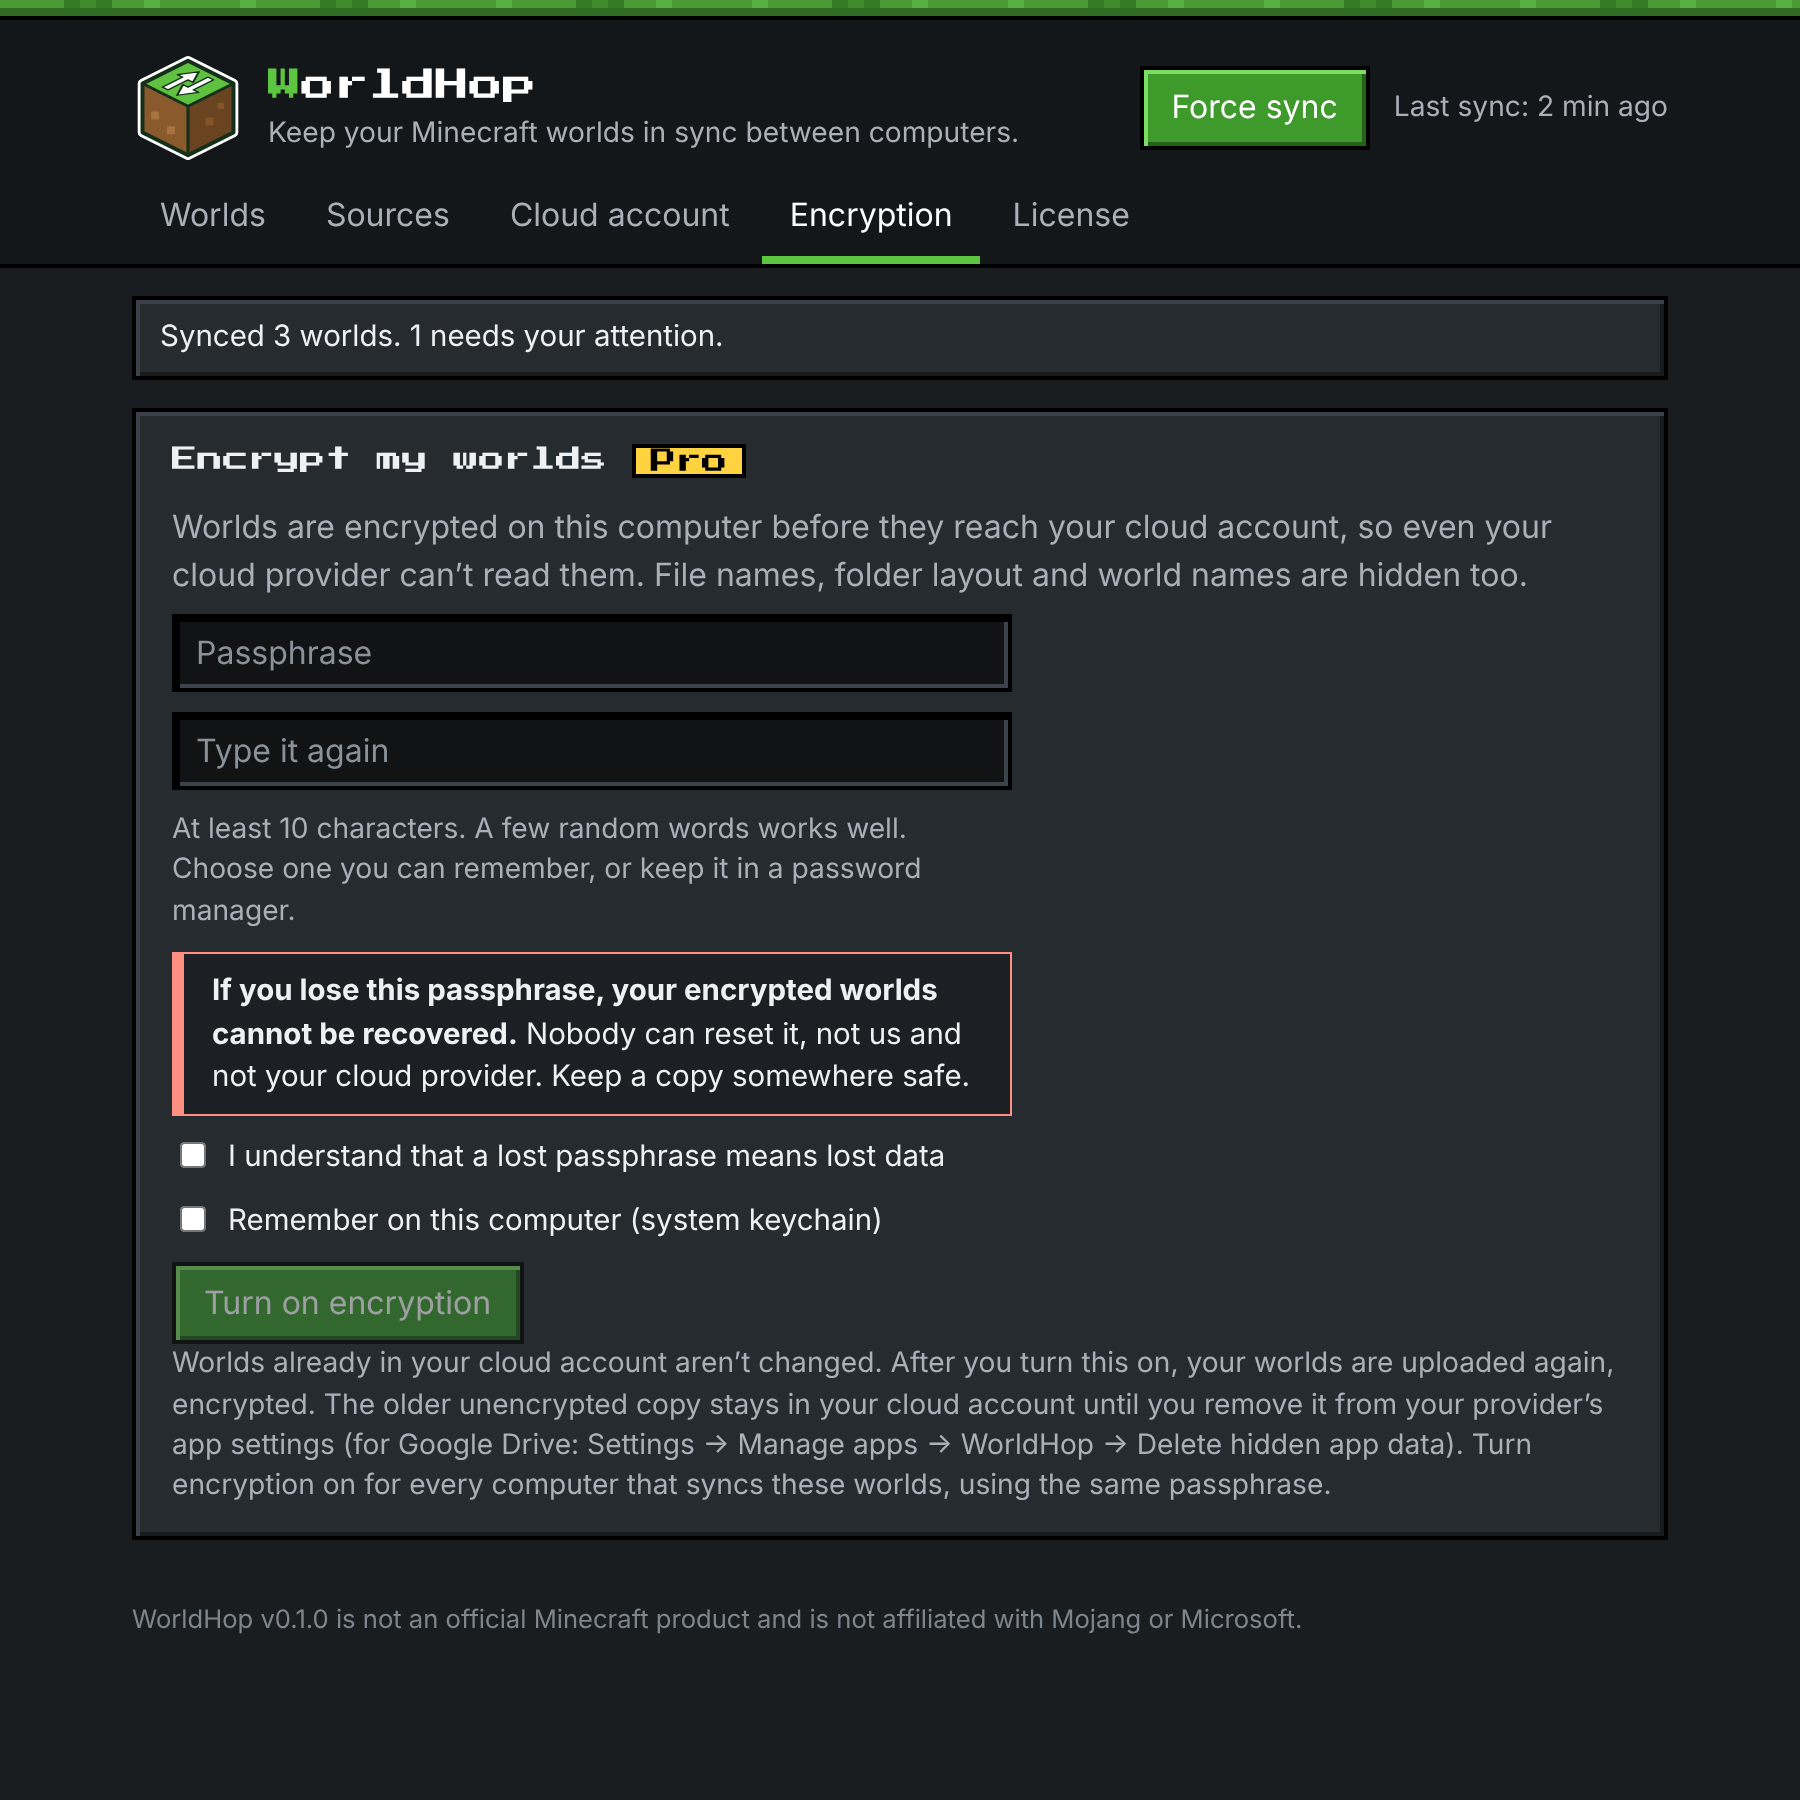 WorldHop
Keep your Minecraft worlds in sync between computers.
Force sync
Last sync: 2 min ago
Worlds
Sources
Cloud account
Encryption
License
Synced 3 worlds. 1 needs your attention.
Encrypt my worlds
Pro
Worlds are encrypted on this computer before they reach your cloud account, so even your
cloud provider can’t read them. File names, folder layout and world names are hidden too.
Passphrase
Type it again
At least 10 characters. A few random words works well.
Choose one you can remember, or keep it in a password
manager.
If you lose this passphrase, your encrypted worlds
cannot be recovered. Nobody can reset it, not us and
not your cloud provider. Keep a copy somewhere safe.
I understand that a lost passphrase means lost data
Remember on this computer (system keychain)
Turn on encryption
Worlds already in your cloud account aren’t changed. After you turn this on, your worlds are uploaded again,
encrypted. The older unencrypted copy stays in your cloud account until you remove it from your provider’s
app settings (for Google Drive: Settings → Manage apps → WorldHop → Delete hidden app data). Turn
encryption on for every computer that syncs these worlds, using the same passphrase.
WorldHop v0.1.0 is not an official Minecraft product and is not affiliated with Mojang or Microsoft.